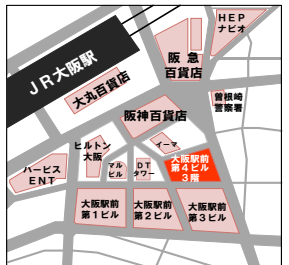 HEP
ナビオ
JR大阪駅
阪急
百貨店
大丸百貨店
曽根崎
警察署
阪神百貨店
ヒルトン
大阪
イーマ
マル
ビル
DT
タワー
大阪駅前
第4ビル
3階
ハービス
ENT
大阪駅前
第1ビル
大阪駅前
第2ビル
大阪駅前
第3ビル